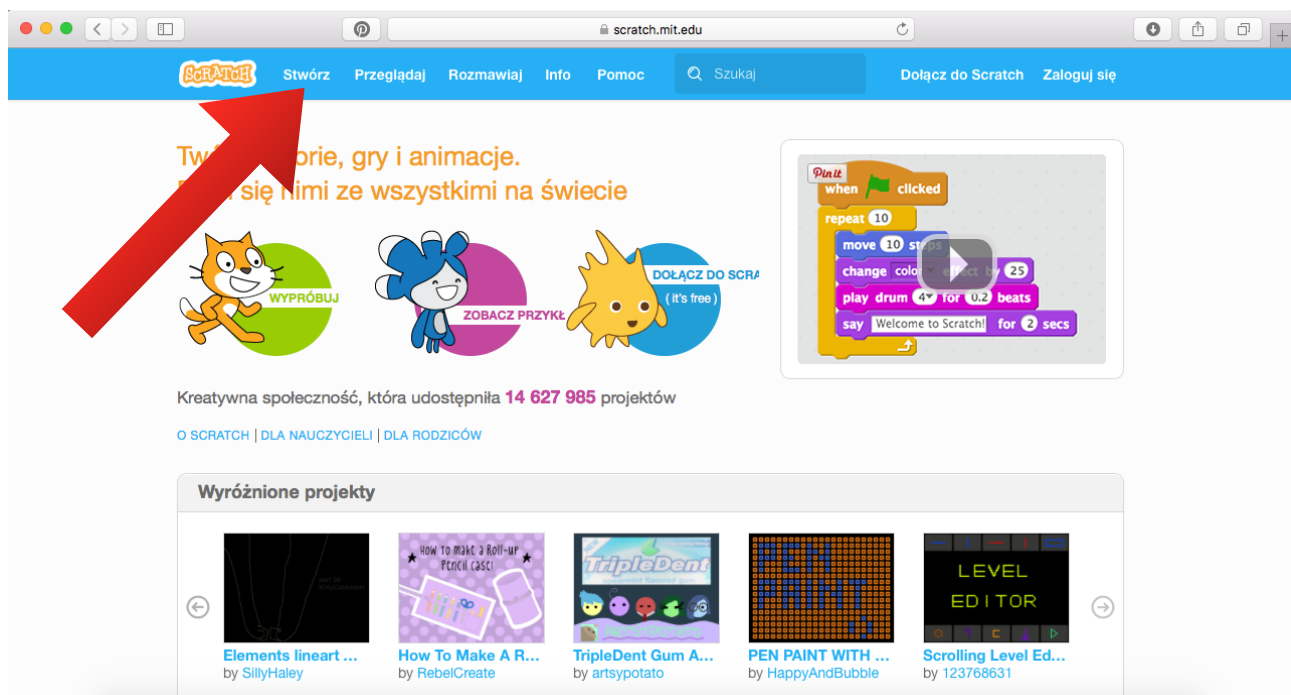 scratch.mit.edu
SCRATCH Stwórz Przeglądaj Rozmawiaj Info Pomoc Szukaj Dołącz do Scratch Zaloguj się
gry i animacje.
się nimi ze wszystkimi na świecie
WYPRÓBUJ
ZOBACZ PRZYKŁ
DOŁĄCZ DO SCRA
( it's free )
Pin it
when clicked
repeat 10
move 10 steps
change color effect by 25
play drum 4 for 0.2 beats
say Welcome to Scratch! for 2 secs
Kreatywna społeczność, która udostępniła 14 627 985 projektów
O SCRATCH | DLA NAUCZYCIELI | DLA RODZICÓW
Wyróżnione projekty
HOW TO MAKE A ROLL-UP
PENCIL CASE!
TripleDent
PEN
PAINT
LEVEL
EDITOR
Elements lineart ...
by SillyHaley
How To Make A R...
by RebelCreate
TripleDent Gum A...
by artsypotato
PEN PAINT WITH ...
by HappyAndBubble
Scrolling Level Ed...
by 123768631